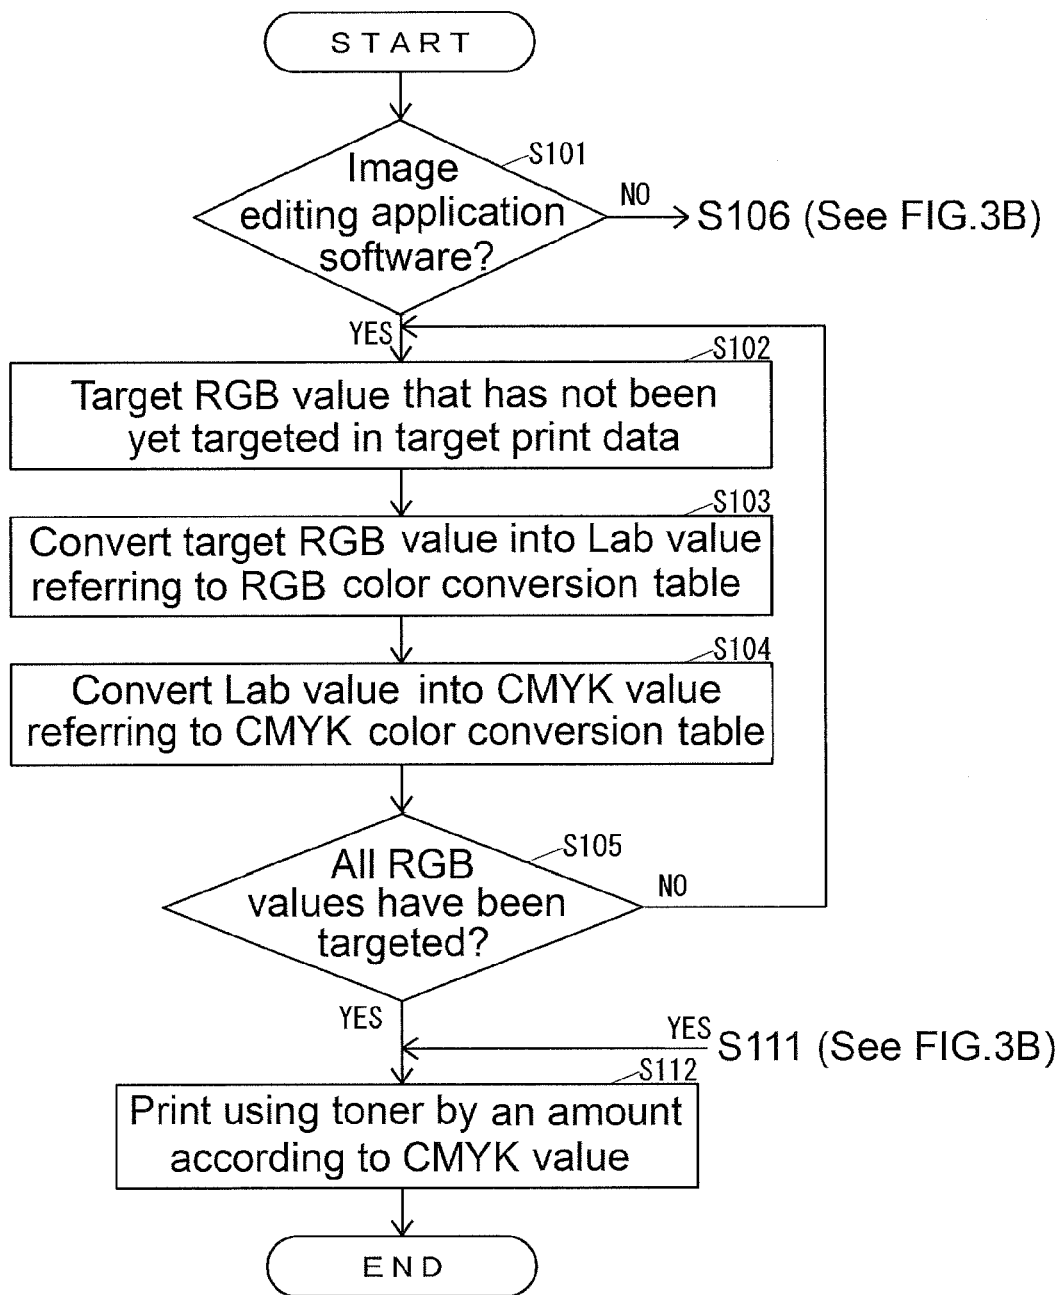 START
S101
Image
editing application
software?
NO
S106 (See FIG.3B)
YES
S102
Target RGB value that has not been
yet targeted in target print data
S103
Convert target RGB value into Lab value
referring to RGB color conversion table
S104
Convert Lab value into CMYK value
referring to CMYK color conversion table
S105
All RGB
values have been
targeted?
NO
YES
YES
S111 (See FIG.3B)
S112
Print using toner by an amount
according to CMYK value
END